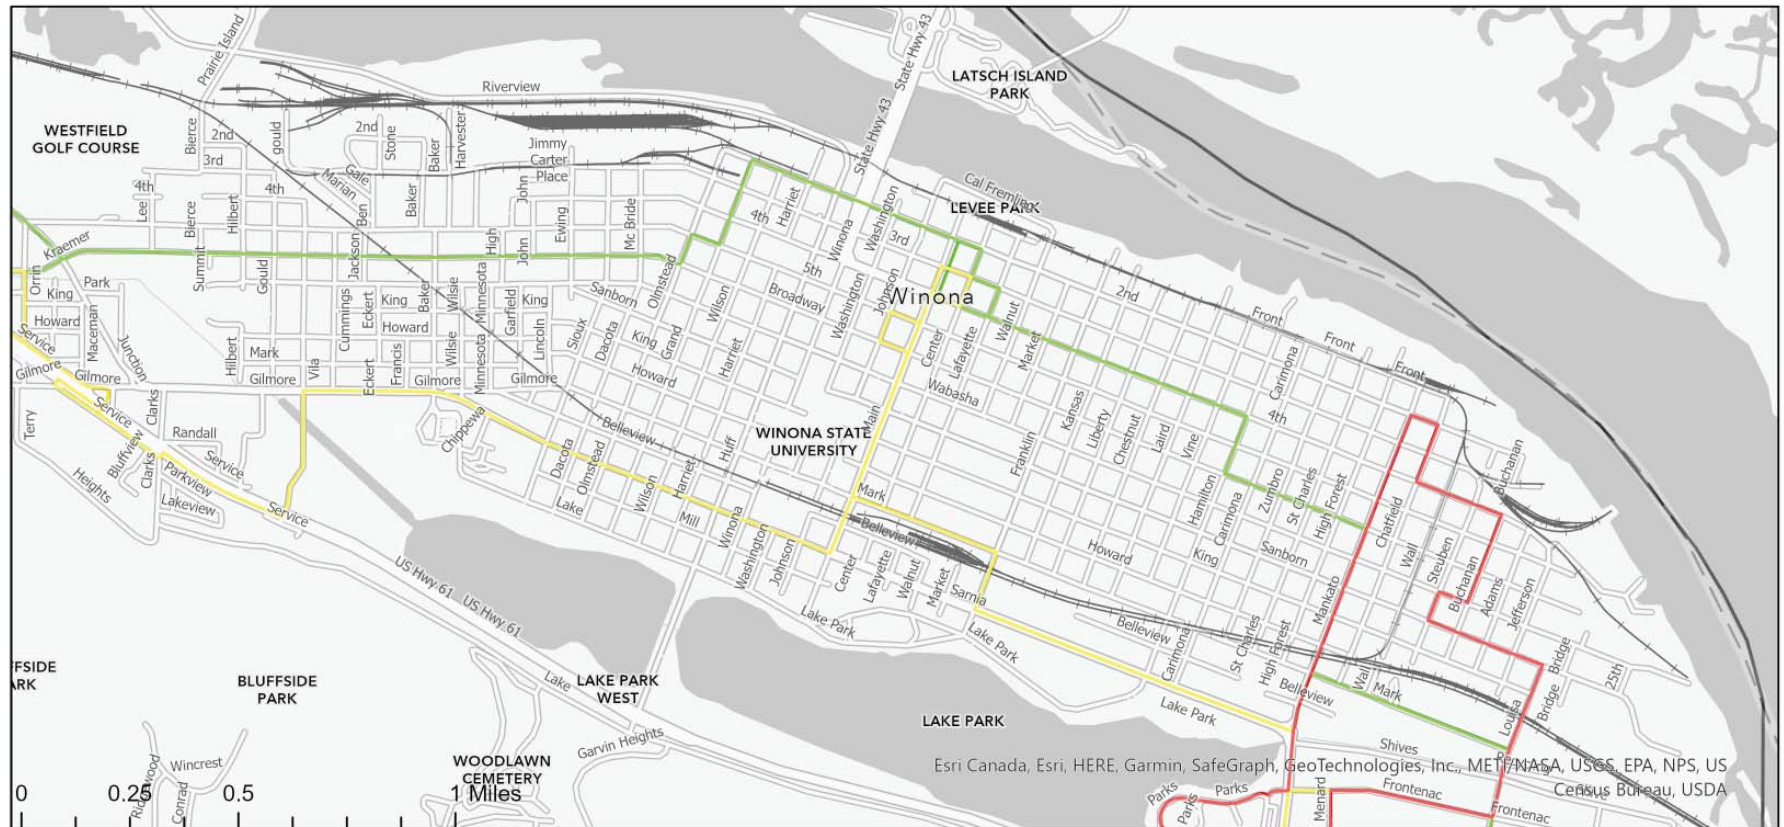 Prairie Island
State Hwy 43
State Hwy 43
State Hwy 43
LATSCH ISLAND
PARK
Riverview
WESTFIELD
GOLF COURSE
Bierce
2nd
gould
2nd
Stone
Baker
Harvester
Jimmy
Carter
Place
3rd
4th
4th
Gale
Marian
Lee
Bierce
Hilbert
Ben
Baker
John
Ewing
Mc Bride
High
John
Harriet
4th
Winona
Washington
3rd
Cal Fremling
LEVEE PARK
Kraemer
Orrin
Park
King
Howard
Maceman
Summit
Gould
Jackson
Cummings
Eckert
King
Howard
Baker
Wilsie
Minnesota
Garfield
King
Lincoln
Sanborn
Olmstead
Wilson
5th
Broadway
Washington
Johnson
Winona
2nd
Front
Front
Front
Service
Gilmore
Gilmore
Junction
Hilbert
Mark
Gilmore
Vila
Eckert
Francis
Gilmore
Wilsie
Minnesota
Gilmore
Sioux
Dacota
King
Grand
Howard
Harriet
Center
Lafayette
Walnut
Market
Wabasha
Carimona
4th
Terry
Service
Clarks
Bluffview
Randall
Service
Clarks
Parkview
Lakeview
Heights
Service
Chippewa
Belleview
Dacota
Olmstead
Lake
Wilson
Harriet
Huff
Mill
Winona
Washington
Johnson
WINONA STATE
UNIVERSITY
Main
Mark
Belleview
Center
Lafayette
Walnut
Market
Sarnia
Franklin
Kansas
Liberty
Chestnut
Laird
Vine
Hamilton
Carimona
Zumbro
St Charles
High Forest
Howard
King
Sanborn
Mankato
Chatfield
Wall
Steuben
Buchanan
Buchanan
Adams
Jefferson
US Hwy 61
US Hwy 61
Lake Park
Lake Park
Belleview
Carimona
St Charles
High Forest
Belleview
Wall
Mark
Louisa
Bridge
Bridge
25th
FFSIDE
ARK
BLUFFSIDE
PARK
Lake
LAKE PARK
WEST
LAKE PARK
Lake Park
Shives
Garvin Heights
WOODLAWN
CEMETERY
Wincrest
Conrad
Parks
Parks
Parks
Menard
Frontenac
Frontenac
Esri Canada, Esri, HERE, Garmin, SafeGraph, GeoTechnologies, Inc., METI/NASA, USGS, EPA, NPS, US
Census Bureau, USDA
0 0.25 0.5 1 Miles